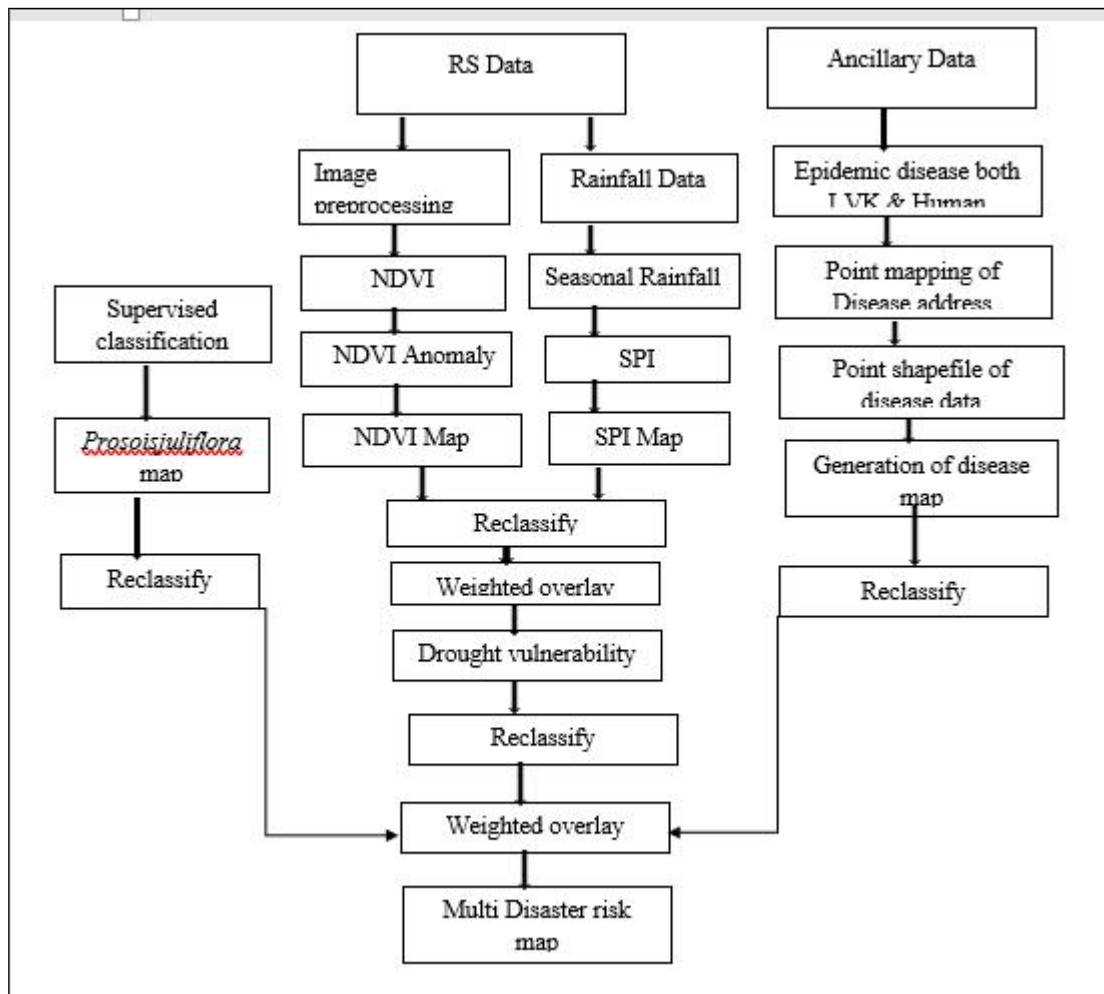 RS Data
Ancillary Data
Image
preprocessing
Rainfall Data
Epidemic disease both
LVK & Human
NDVI
Seasonal Rainfall
Point mapping of
Disease address
Supervised
classification
NDVI Anomaly
SPI
Point shapefile of
disease data
Prosoisjuliflora
map
NDVI Map
SPI Map
Generation of disease
map
Reclassify
Reclassify
Weighted overlay
Reclassify
Drought vulnerability
Reclassify
Weighted overlay
Multi Disaster risk
map